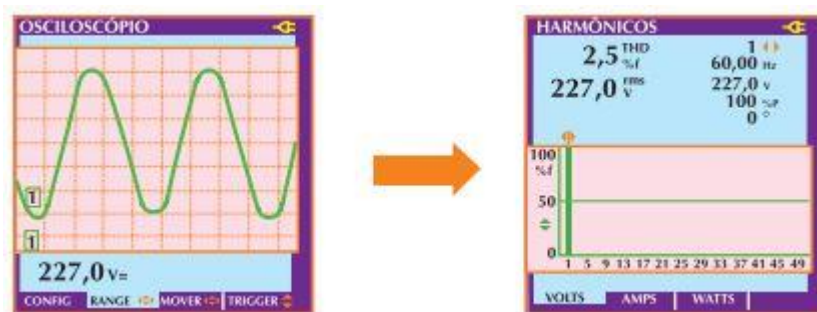 OSCILOSCÓPIO
1
1
227,0 V=
CONFIG RANGE MOVER TRIGGER
HARMÔNICOS
2,5 THD %f
227,0 rms V
1
60,00 Hz
227,0 V
100 %f
0 °
100
%f
50
0
1 5 9 13 17 21 25 29 33 37 41 45 49
VOLTS AMPS WATTS